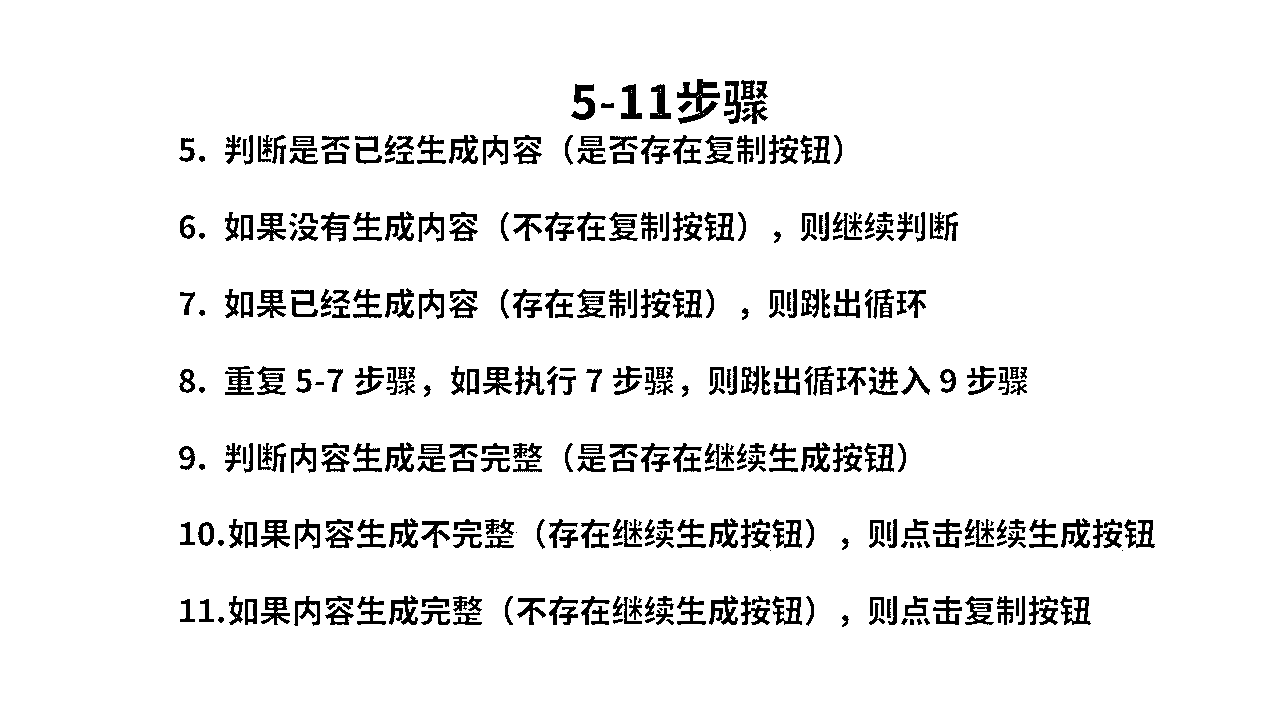 5-11步骤
5. 判断是否已经生成内容（是否存在复制按钮）
6. 如果没有生成内容（不存在复制按钮），则继续判断
7. 如果已经生成内容（存在复制按钮），则跳出循环
8. 重复 5-7 步骤，如果执行 7 步骤，则跳出循环进入 9 步骤
9. 判断内容生成是否完整（是否存在继续生成按钮）
10.如果内容生成不完整（存在继续生成按钮），则点击继续生成按钮
11.如果内容生成完整（不存在继续生成按钮），则点击复制按钮